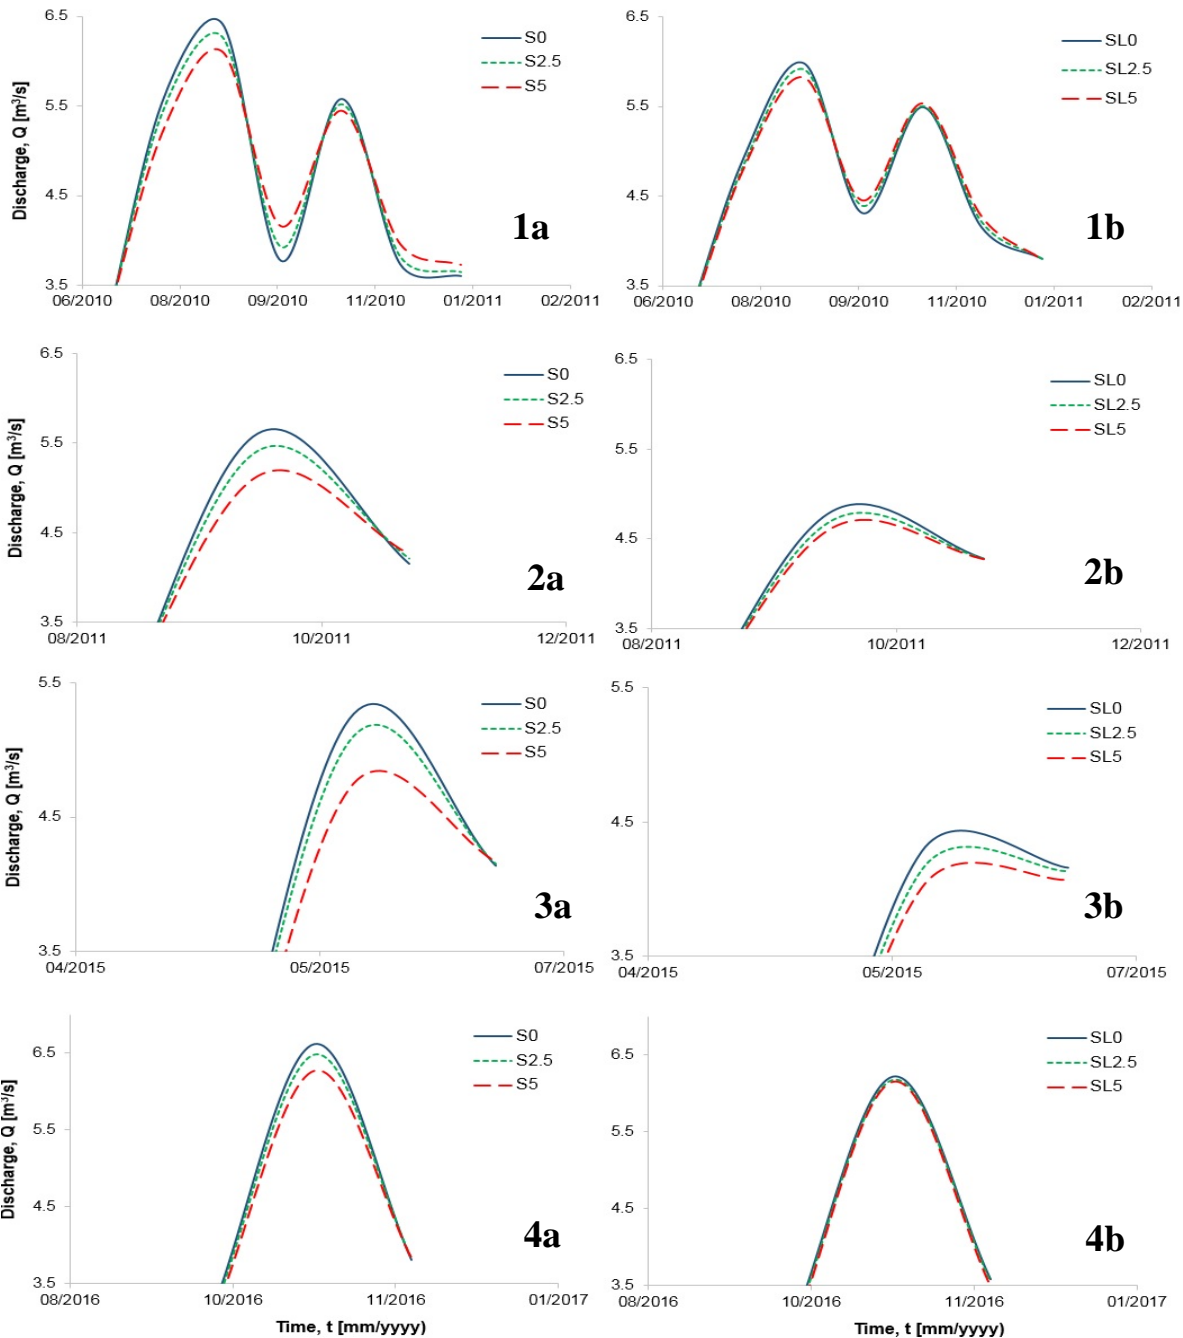 6.5
5.5
4.5
3.5
Discharge, Q [m³/s]
S0
S2.5
S5
1a
06/2010 08/2010 09/2010 11/2010 01/2011 02/2011
6.5
5.5
4.5
3.5
SL0
SL2.5
SL5
1b
06/2010 08/2010 09/2010 11/2010 01/2011 02/2011
6.5
5.5
4.5
3.5
Discharge, Q [m³/s]
S0
S2.5
S5
2a
08/2011 10/2011 12/2011
6.5
5.5
4.5
3.5
SL0
SL2.5
SL5
2b
08/2011 10/2011 12/2011
5.5
4.5
3.5
Discharge, Q [m³/s]
S0
S2.5
S5
3a
04/2015 05/2015 07/2015
5.5
4.5
3.5
SL0
SL2.5
SL5
3b
04/2015 05/2015 07/2015
6.5
5.5
4.5
3.5
Discharge, Q [m³/s]
S0
S2.5
S5
4a
08/2016 10/2016 11/2016 01/2017
Time, t [mm/yyyy)
6.5
5.5
4.5
3.5
SL0
SL2.5
SL5
4b
08/2016 10/2016 11/2016 01/2017
Time, t [mm/yyyy)